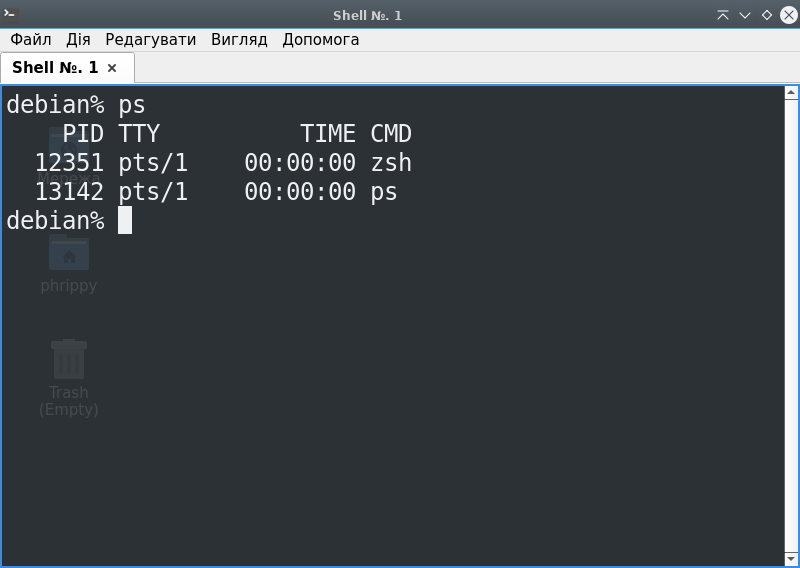 Shell №. 1
Файл Дія Редагувати Вигляд Допомога
Shell №. 1
debian% ps
PID TTY TIME CMD
12351 pts/1 00:00:00 zsh
13142 pts/1 00:00:00 ps
debian%
Мережа
phrippy
Trash
(Empty)